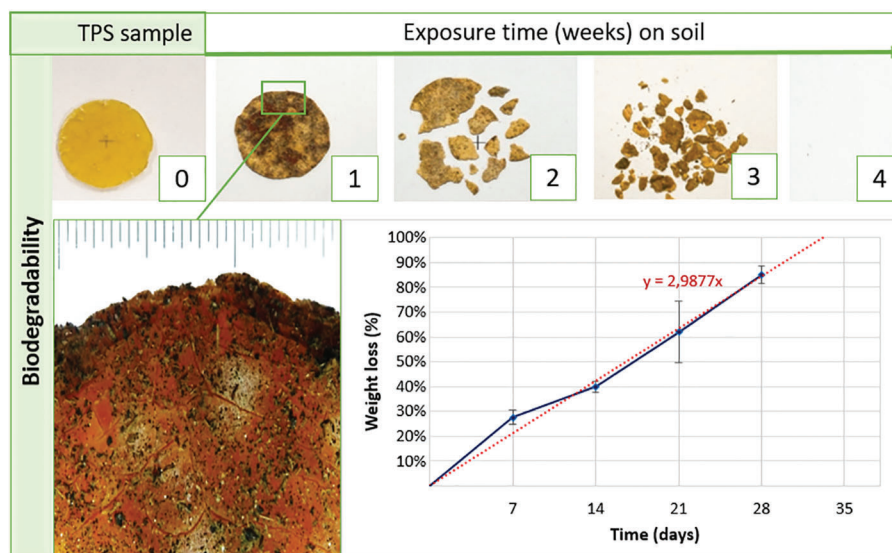 TPS sample
Exposure time (weeks) on soil
0
1
2
3
4
Biodegradability
100%
90%
80%
70%
60%
50%
40%
30%
20%
10%
Weight loss (%)
y = 2,9877x
7 14 21 28 35
Time (days)